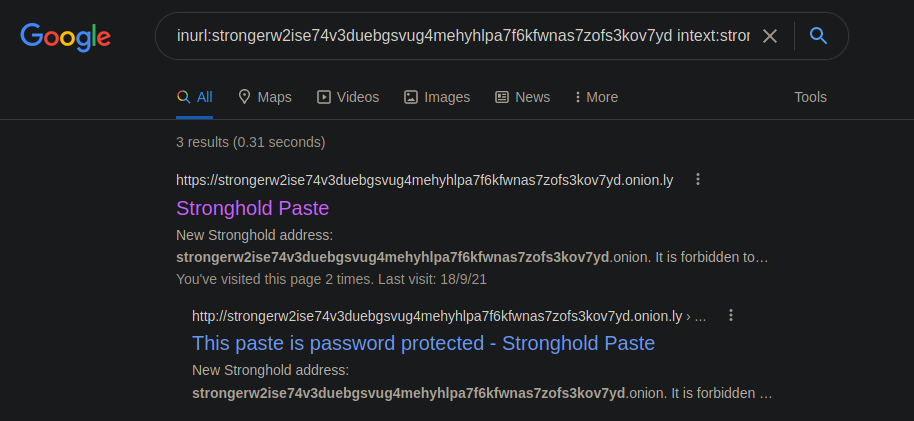 Google
inurl:strongerw2ise74v3duebgsvug4mehyhlpa7f6kfwnas7zofs3kov7yd intext:stror
All Maps Videos Images News More Tools
3 results (0.31 seconds)
https://strongerw2ise74v3duebgsvug4mehyhlpa7f6kfwnas7zofs3kov7yd.onion.ly
Stronghold Paste
New Stronghold address:
strongerw2ise74v3duebgsvug4mehyhlpa7f6kfwnas7zofs3kov7yd.onion. It is forbidden to…
You've visited this page 2 times. Last visit: 18/9/21
http://strongerw2ise74v3duebgsvug4mehyhlpa7f6kfwnas7zofs3kov7yd.onion.ly › ...
This paste is password protected - Stronghold Paste
New Stronghold address:
strongerw2ise74v3duebgsvug4mehyhlpa7f6kfwnas7zofs3kov7yd.onion. It is forbidden …